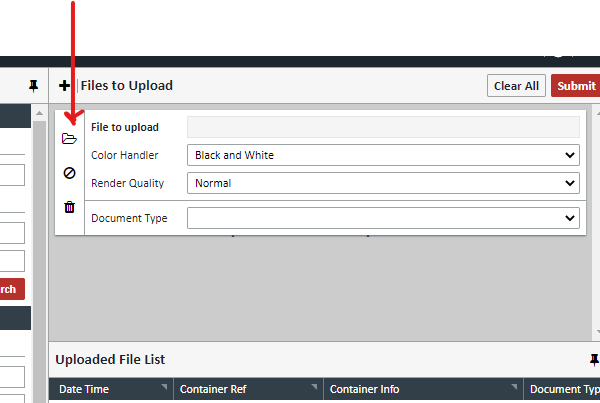 Files to Upload
Clear All
Submit
File to upload
Color Handler
Black and White
Render Quality
Normal
Document Type
rch
Uploaded File List
Date Time
Container Ref
Container Info
Document Typ